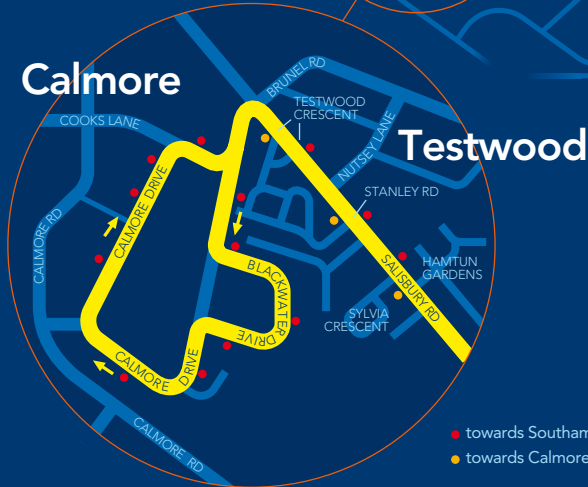 Calmore
BRUNEL RD
TESTWOOD
CRESCENT
COOKS LANE
Testwood
NUTSEY LANE
STANLEY RD
CALMORE DRIVE
CALMORE RD
HAMTUN
GARDENS
BLACKWATER
DRIVE
SALISBURY RD
SYLVIA
CRESCENT
CALMORE DRIVE
CALMORE RD
towards Southam
towards Calmore